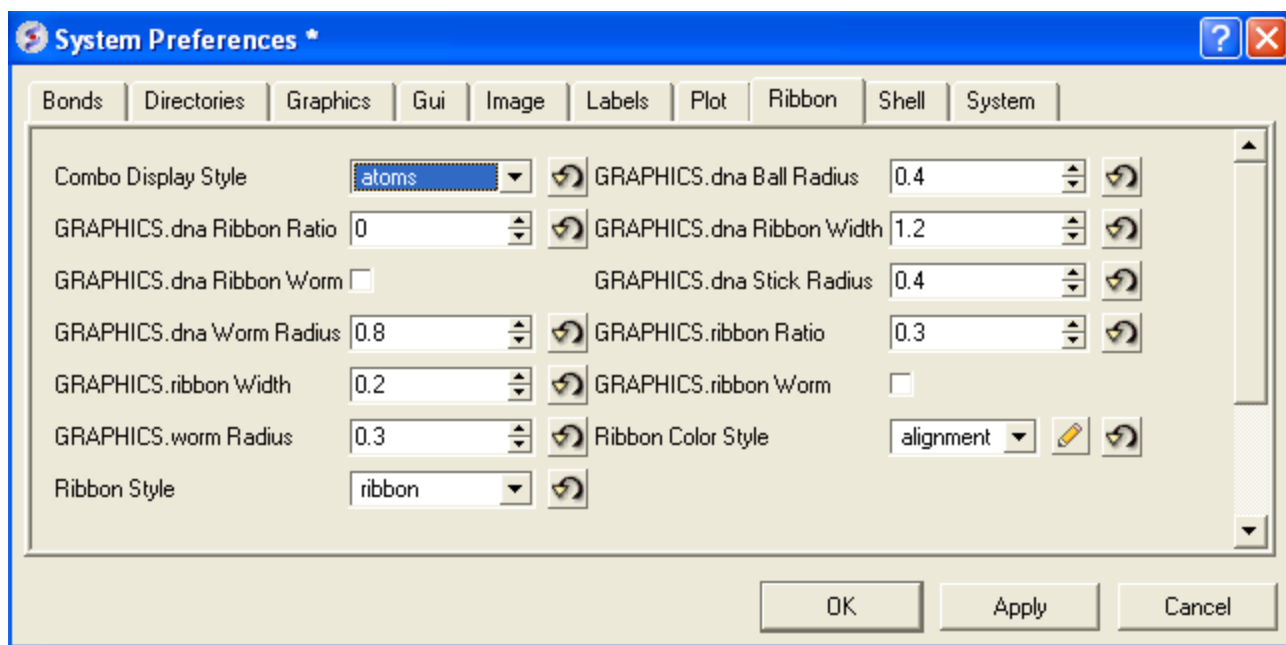 System Preferences *
Bonds Directories Graphics Gui Image Labels Plot Ribbon Shell System
Combo Display Style atoms GRAPHICS.dna Ball Radius 0.4
GRAPHICS.dna Ribbon Ratio 0 GRAPHICS.dna Ribbon Width 1.2
GRAPHICS.dna Ribbon Worm GRAPHICS.dna Stick Radius 0.4
GRAPHICS.dna Worm Radius 0.8 GRAPHICS.ribbon Ratio 0.3
GRAPHICS.ribbon Width 0.2 GRAPHICS.ribbon Worm
GRAPHICS.worm Radius 0.3 Ribbon Color Style alignment
Ribbon Style ribbon
OK Apply Cancel